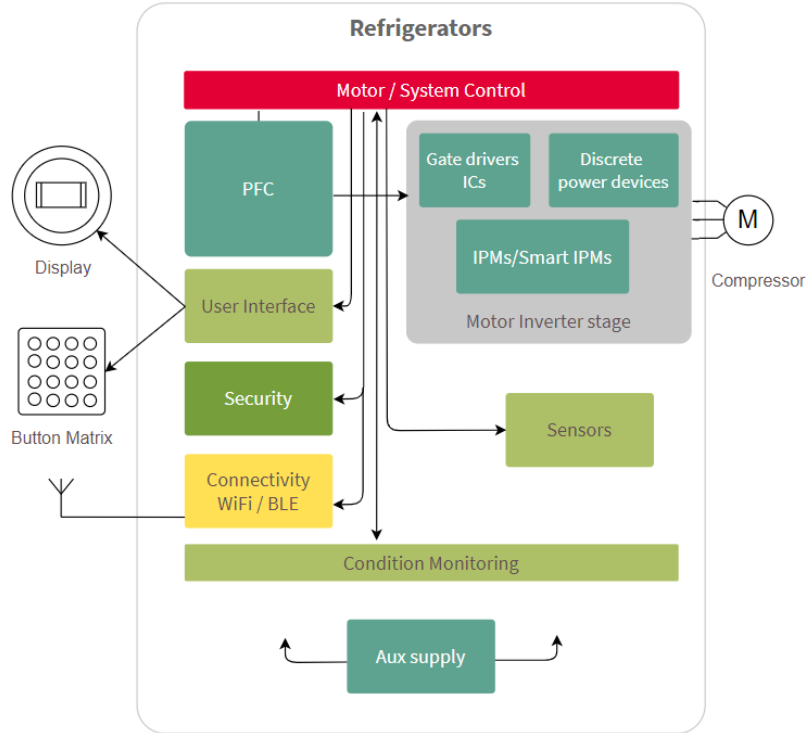 Refrigerators
Motor / System Control
PFC
Gate drivers
ICs
Discrete
power devices
IPMs/Smart IPMs
Motor Inverter stage
M
Compressor
Display
User Interface
Button Matrix
Security
Sensors
Connectivity
WiFi / BLE
Condition Monitoring
Aux supply